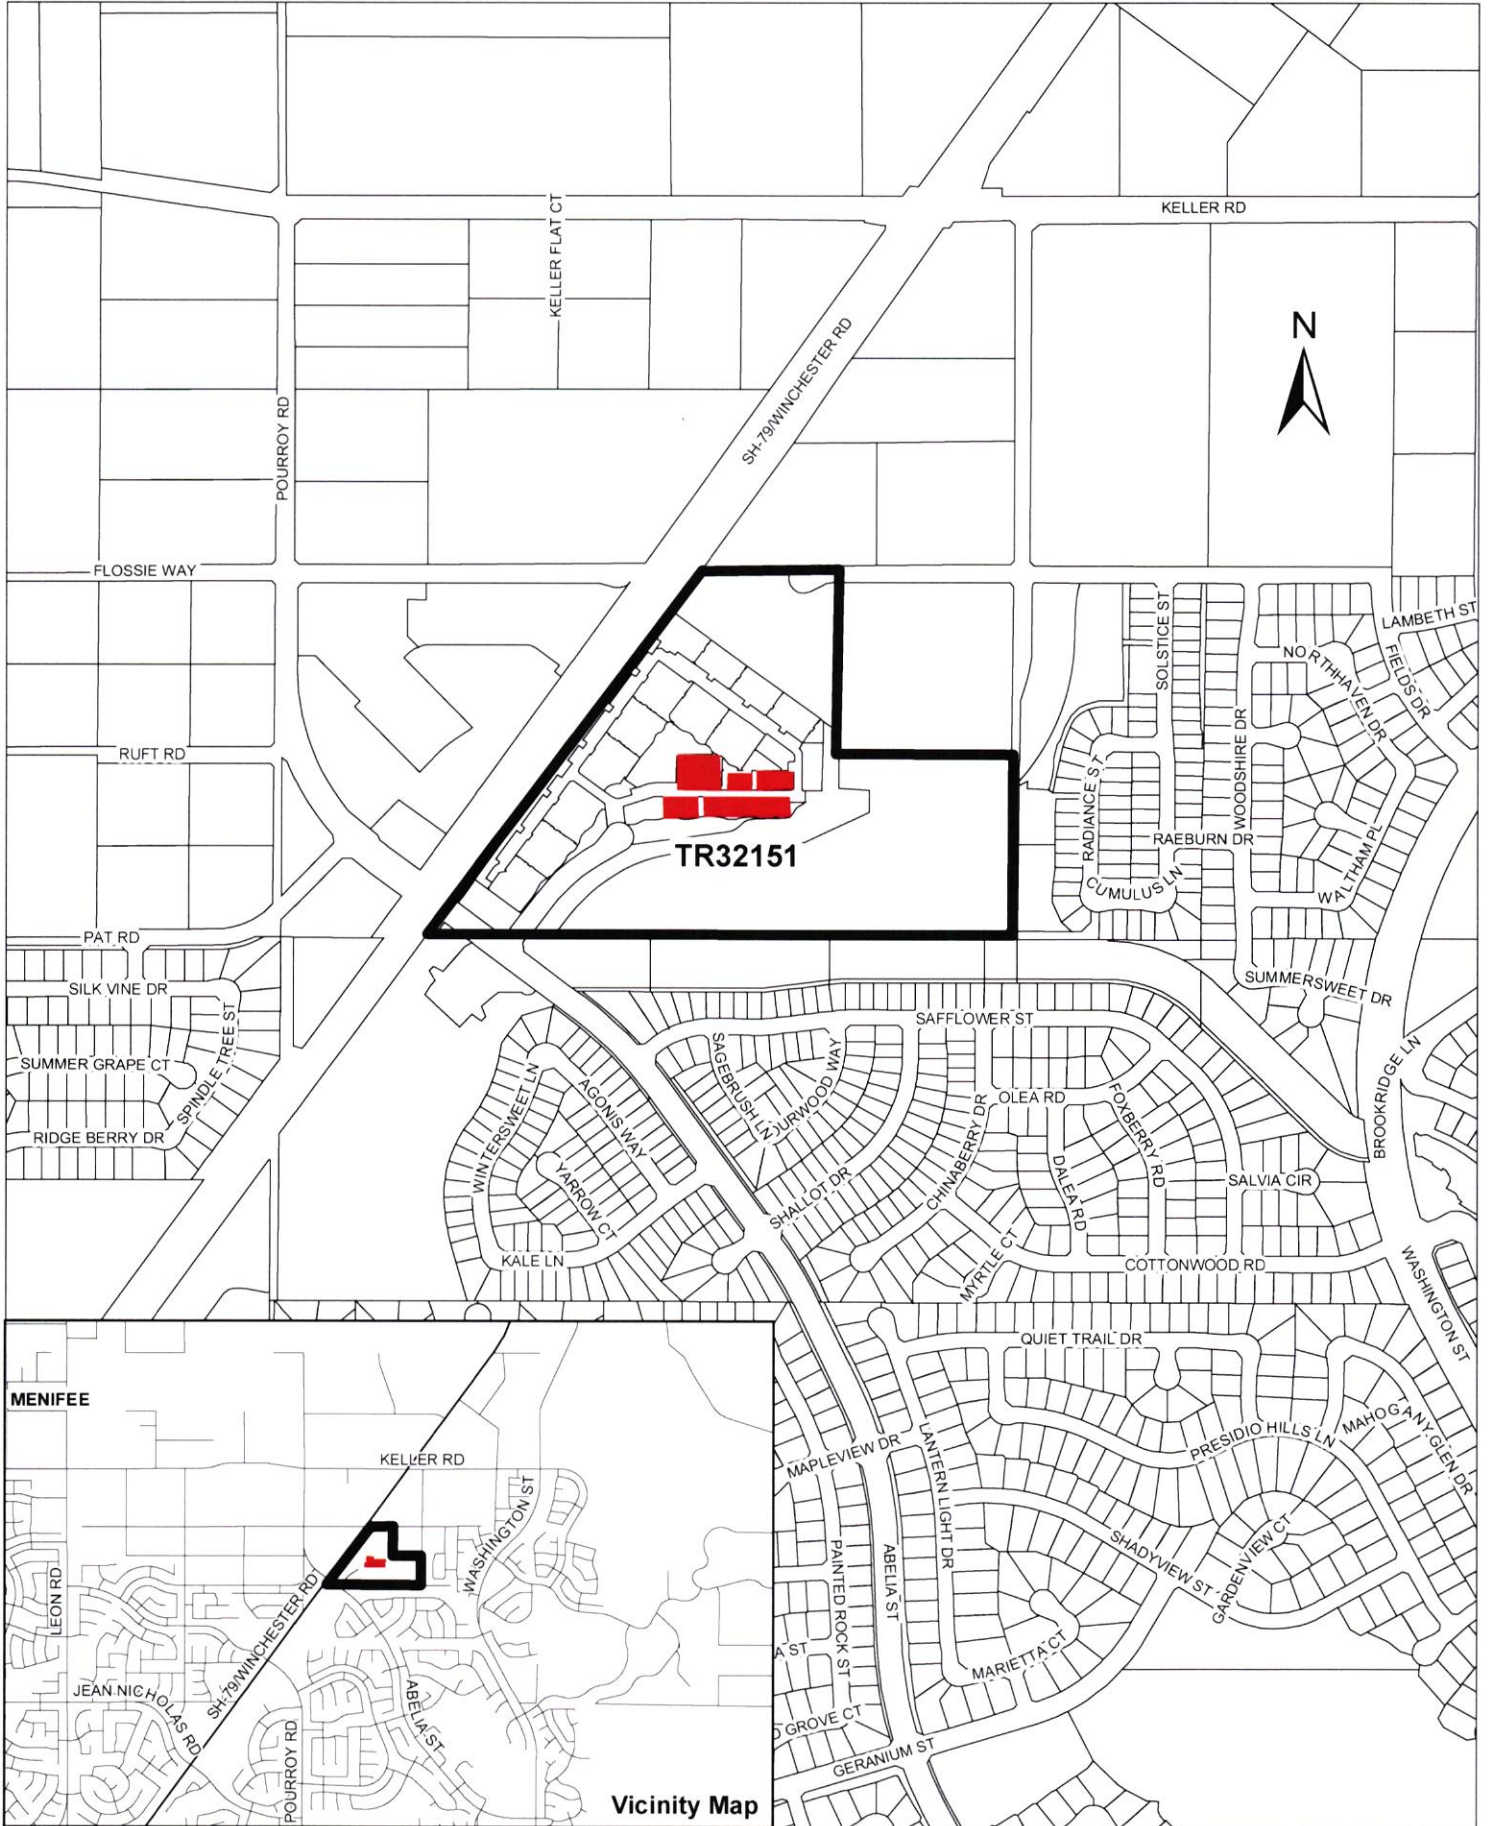 KELLER RD
KELLER FLAT CT
N
SH-79/WINCHESTER RD
POURROY RD
FLOSSIE WAY
LAMBETH ST
SOLSTICE ST
NORTHHAVEN DR
FIELDS DR
WOODSHIRE DR
RUFT RD
RADIANCE ST
RAEBURN DR
WALTHAM PL
TR32151
CUMULUS LN
PAT RD
SILK VINE DR
SUMMERSWEET DR
SPINDLE TREE ST
SAFFLOWER ST
SUMMER GRAPE CT
WINTERSWEET LN
AGONIS WAY
SAGEBRUSH LN
OURWOOD WAY
OLEA RD
FOXBERRY RD
BROOKRIDGE LN
RIDGE BERRY DR
YARROW CT
SHALLOT DR
CHINABERRY DR
DALEA RD
SALVIA CIR
KALE LN
MYRTLE CT
COTTONWOOD RD
WASHINGTON ST
QUIET TRAIL DR
MAPLEVIEW DR
LANTERN LIGHT DR
PRESIDIO HILLS LN
MAHOGANY GLEN DR
PAINTED ROCK ST
ABELIA ST
SHADYVIEW ST
GARDENVIEW CT
A ST
MARIETTA CT
D GROVE CT
GERANIUM ST
MENIFEE
KELLER RD
WASHINGTON ST
LEON RD
SH-79/WINCHESTER RD
JEAN NICHOLAS RD
ABELIA ST
POURROY RD
Vicinity Map